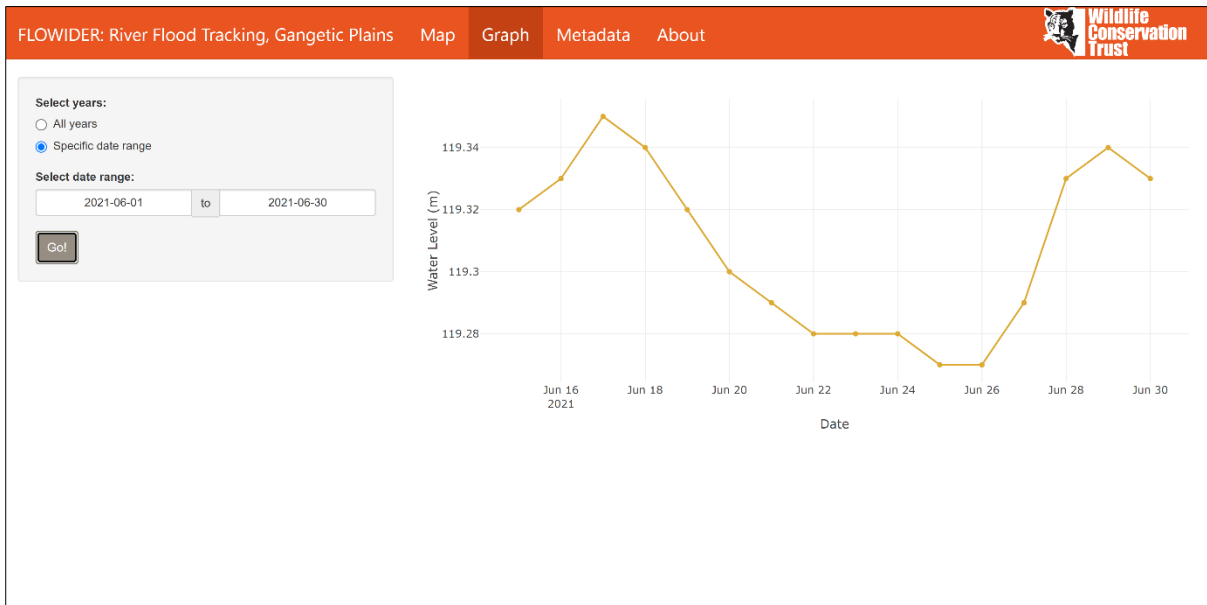 FLOWIDER: River Flood Tracking, Gangetic Plains Map Graph Metadata About
Wildlife
Conservation
Trust
Select years:
All years
Specific date range
Select date range:
2021-06-01 to 2021-06-30
Go!
Water Level (m)
119.34
119.32
119.3
119.28
Jun 16 Jun 18 Jun 20 Jun 22 Jun 24 Jun 26 Jun 28 Jun 30
2021
Date